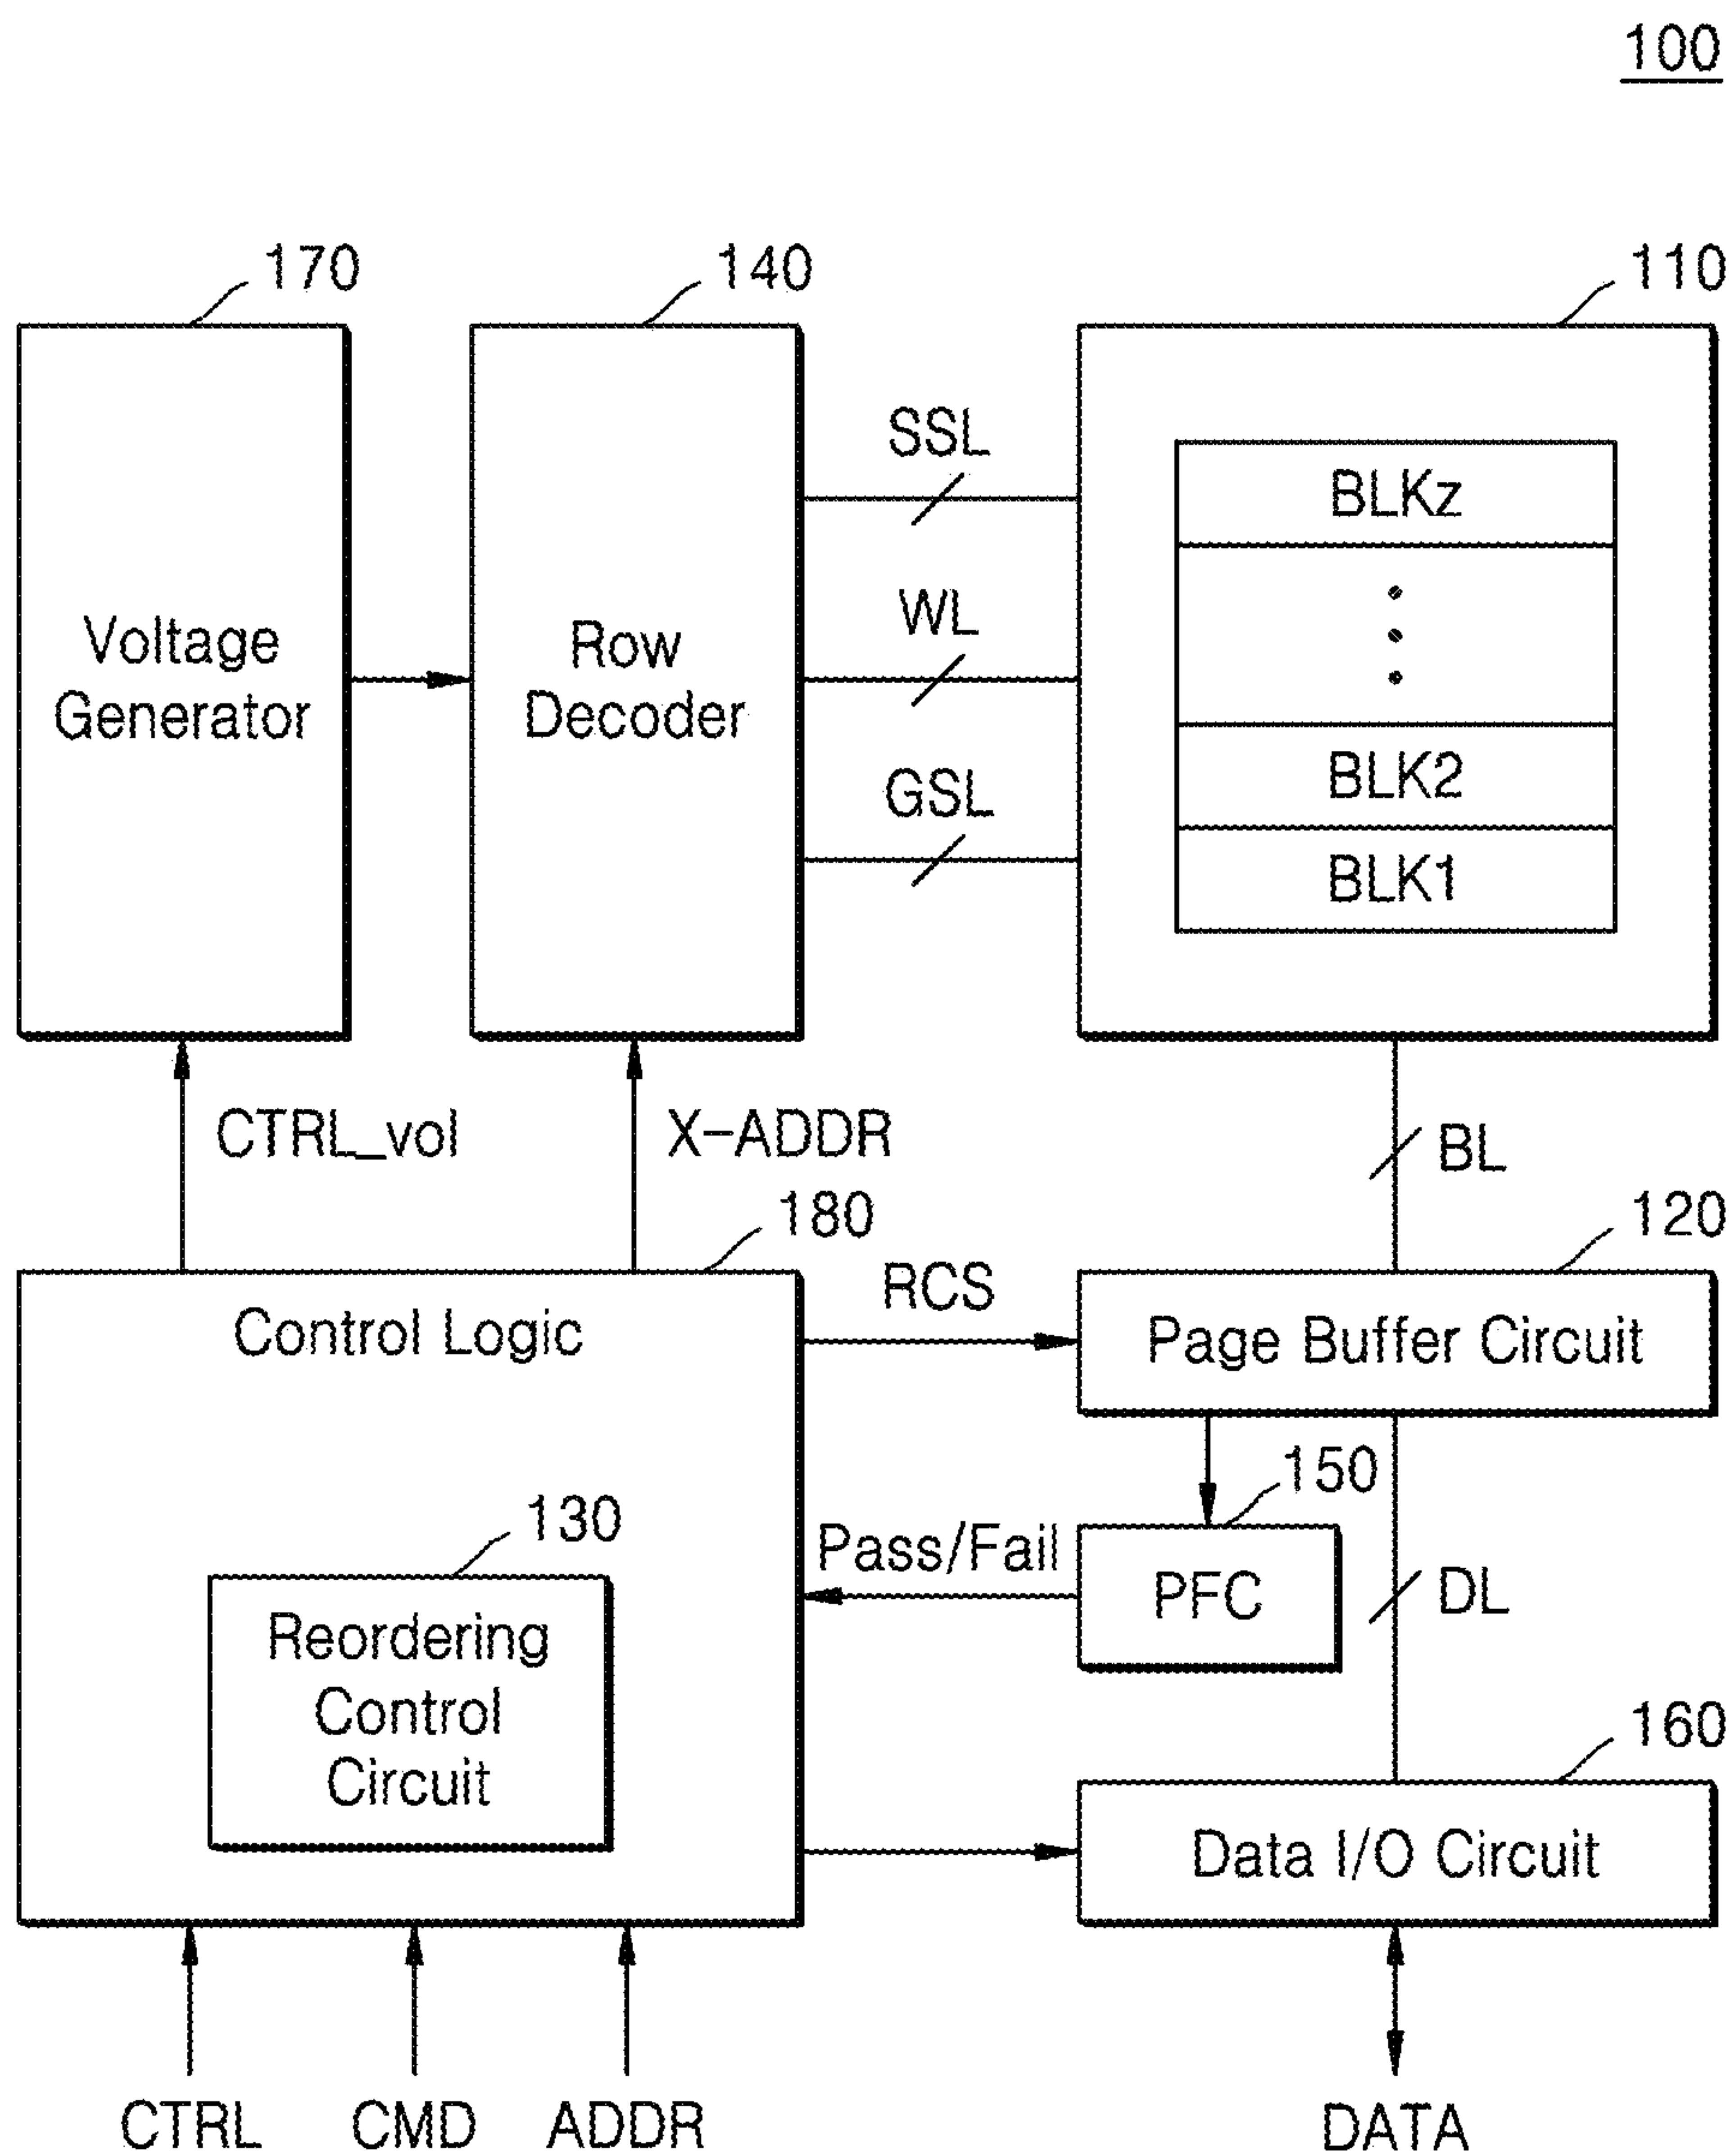 100
170
140
110
Voltage
Generator
Row
Decoder
SSL
WL
GSL
BLKz
BLK2
BLK1
CTRL_vol
X-ADDR
BL
180
120
Control Logic
RCS
Page Buffer Circuit
150
130
Pass/Fail
PFC
DL
Reordering
Control
Circuit
160
Data I/O Circuit
CTRL
CMD
ADDR
DATA